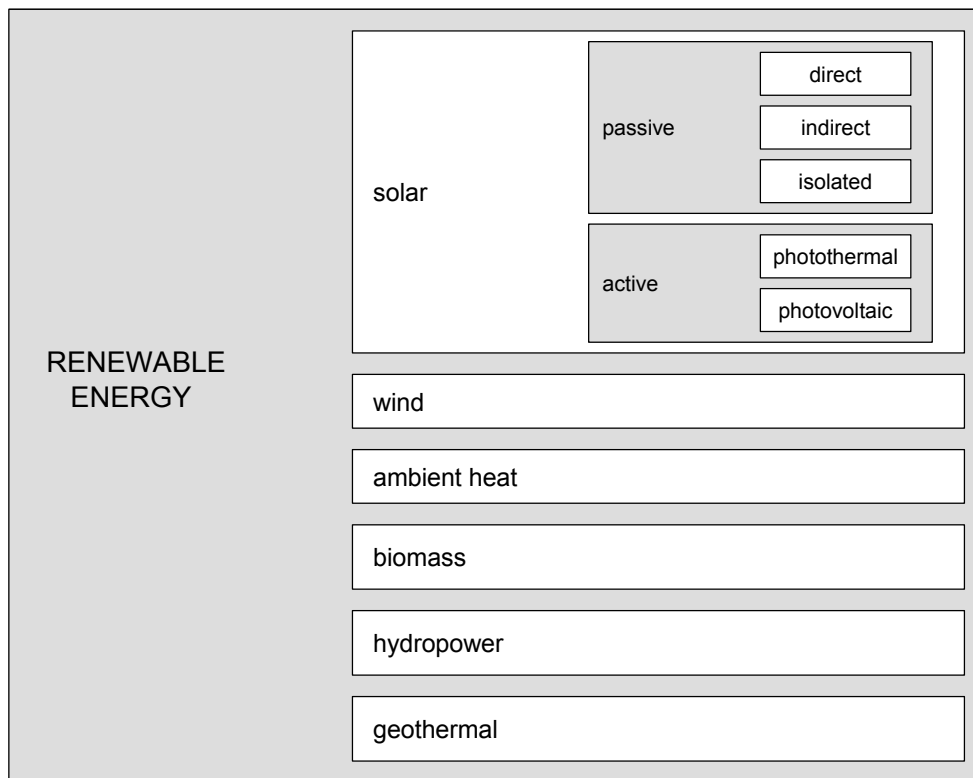 RENEWABLE
ENERGY
solar
passive
direct
indirect
isolated
active
photothermal
photovoltaic
wind
ambient heat
biomass
hydropower
geothermal